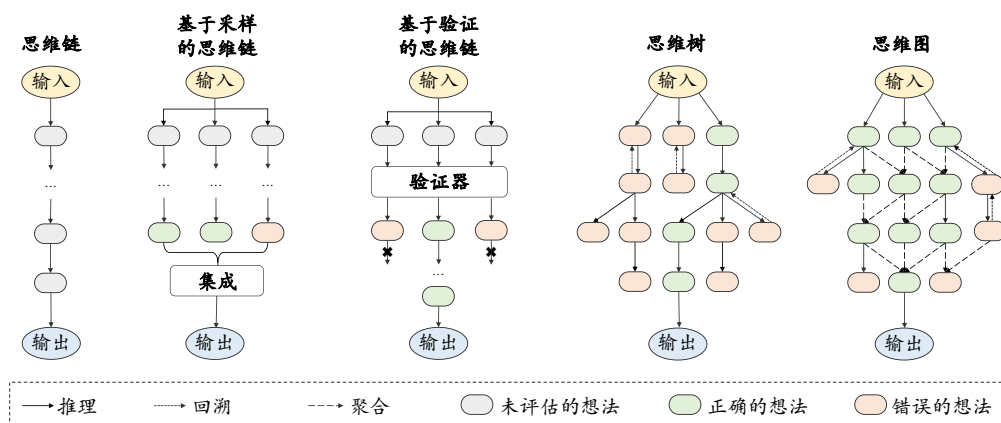 思维链
基于采样
的思维链
基于验证
的思维链
思维树
思维图
输入
输入
输入
输入
输入
...
...
...
...
...
...
...
验证器
...
集成
输出
输出
输出
输出
输出
推理
回溯
聚合
未评估的想法
正确的想法
错误的想法